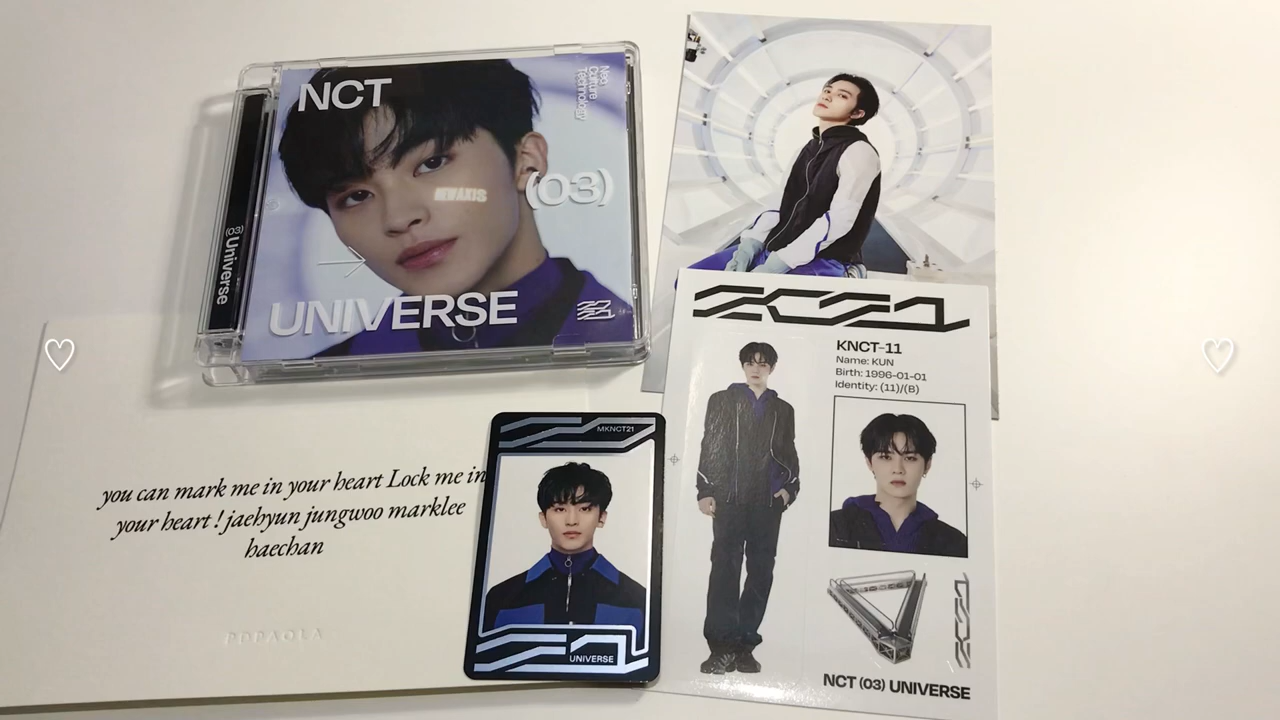 NCT
Neo
Culture
Technology
(03)
UNIVERSE
(03) Universe
you can mark me in your heart Lock me in
your heart ! jaehyun jungwoo marklee
haechan
PDPAOLA
MKNCT21
UNIVERSE
2021
KNCT-11
Name: KUN
Birth: 1996-01-01
Identity: (11)/(B)
NCT (03) UNIVERSE